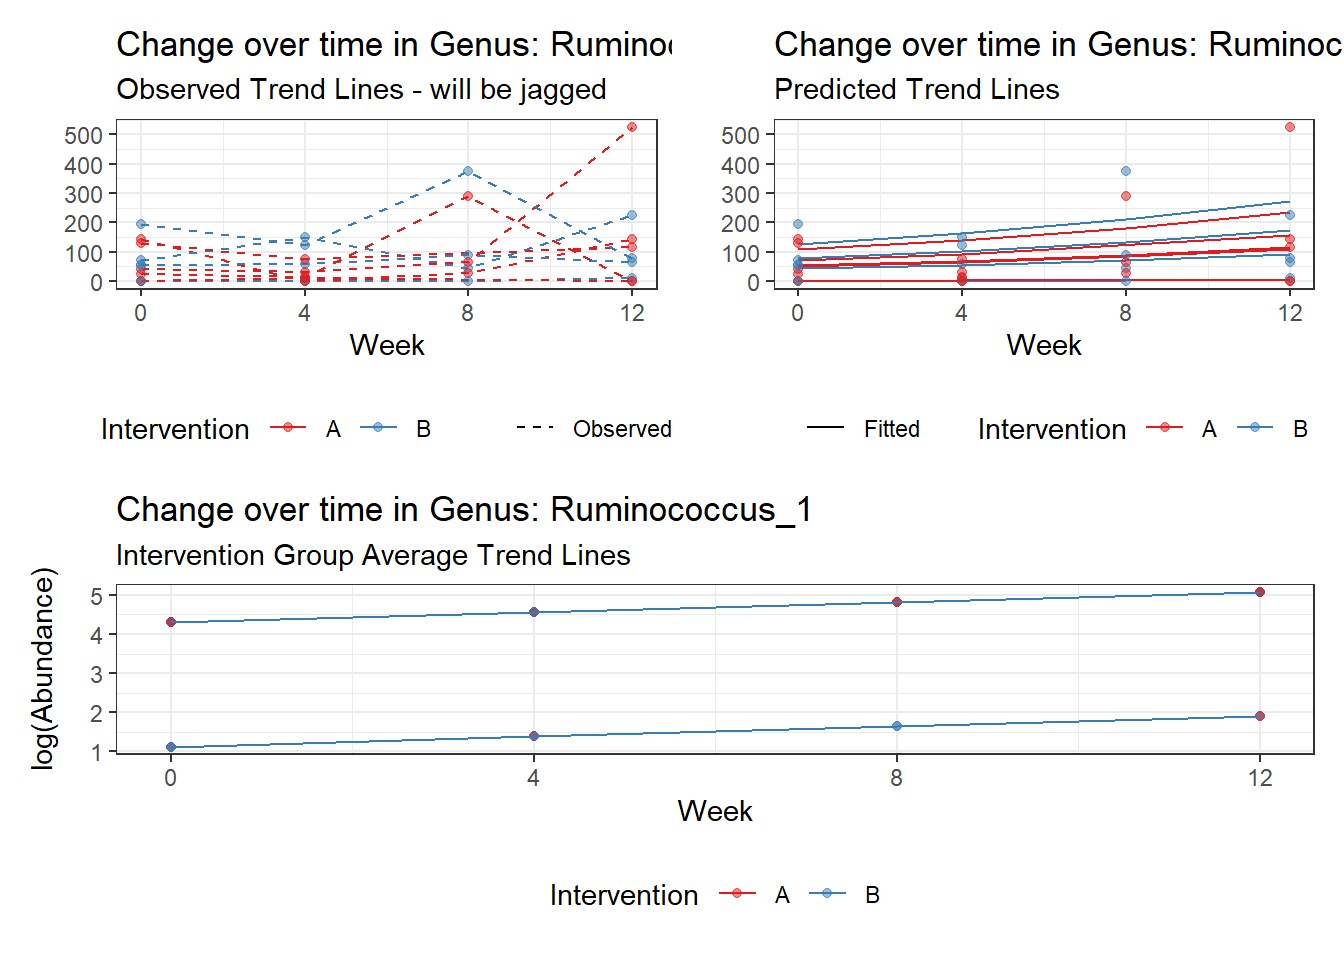 Change over time in Genus: Ruminoc
Observed Trend Lines - will be jagged
500
400
300
200
100
0
0 4 8 12
Week
Intervention A B Observed
Change over time in Genus: Ruminoc
Predicted Trend Lines
500
400
300
200
100
0
0 4 8 12
Week
Fitted Intervention A B
Change over time in Genus: Ruminococcus_1
Intervention Group Average Trend Lines
log(Abundance)
5
4
3
2
1
0 4 8 12
Week
Intervention A B